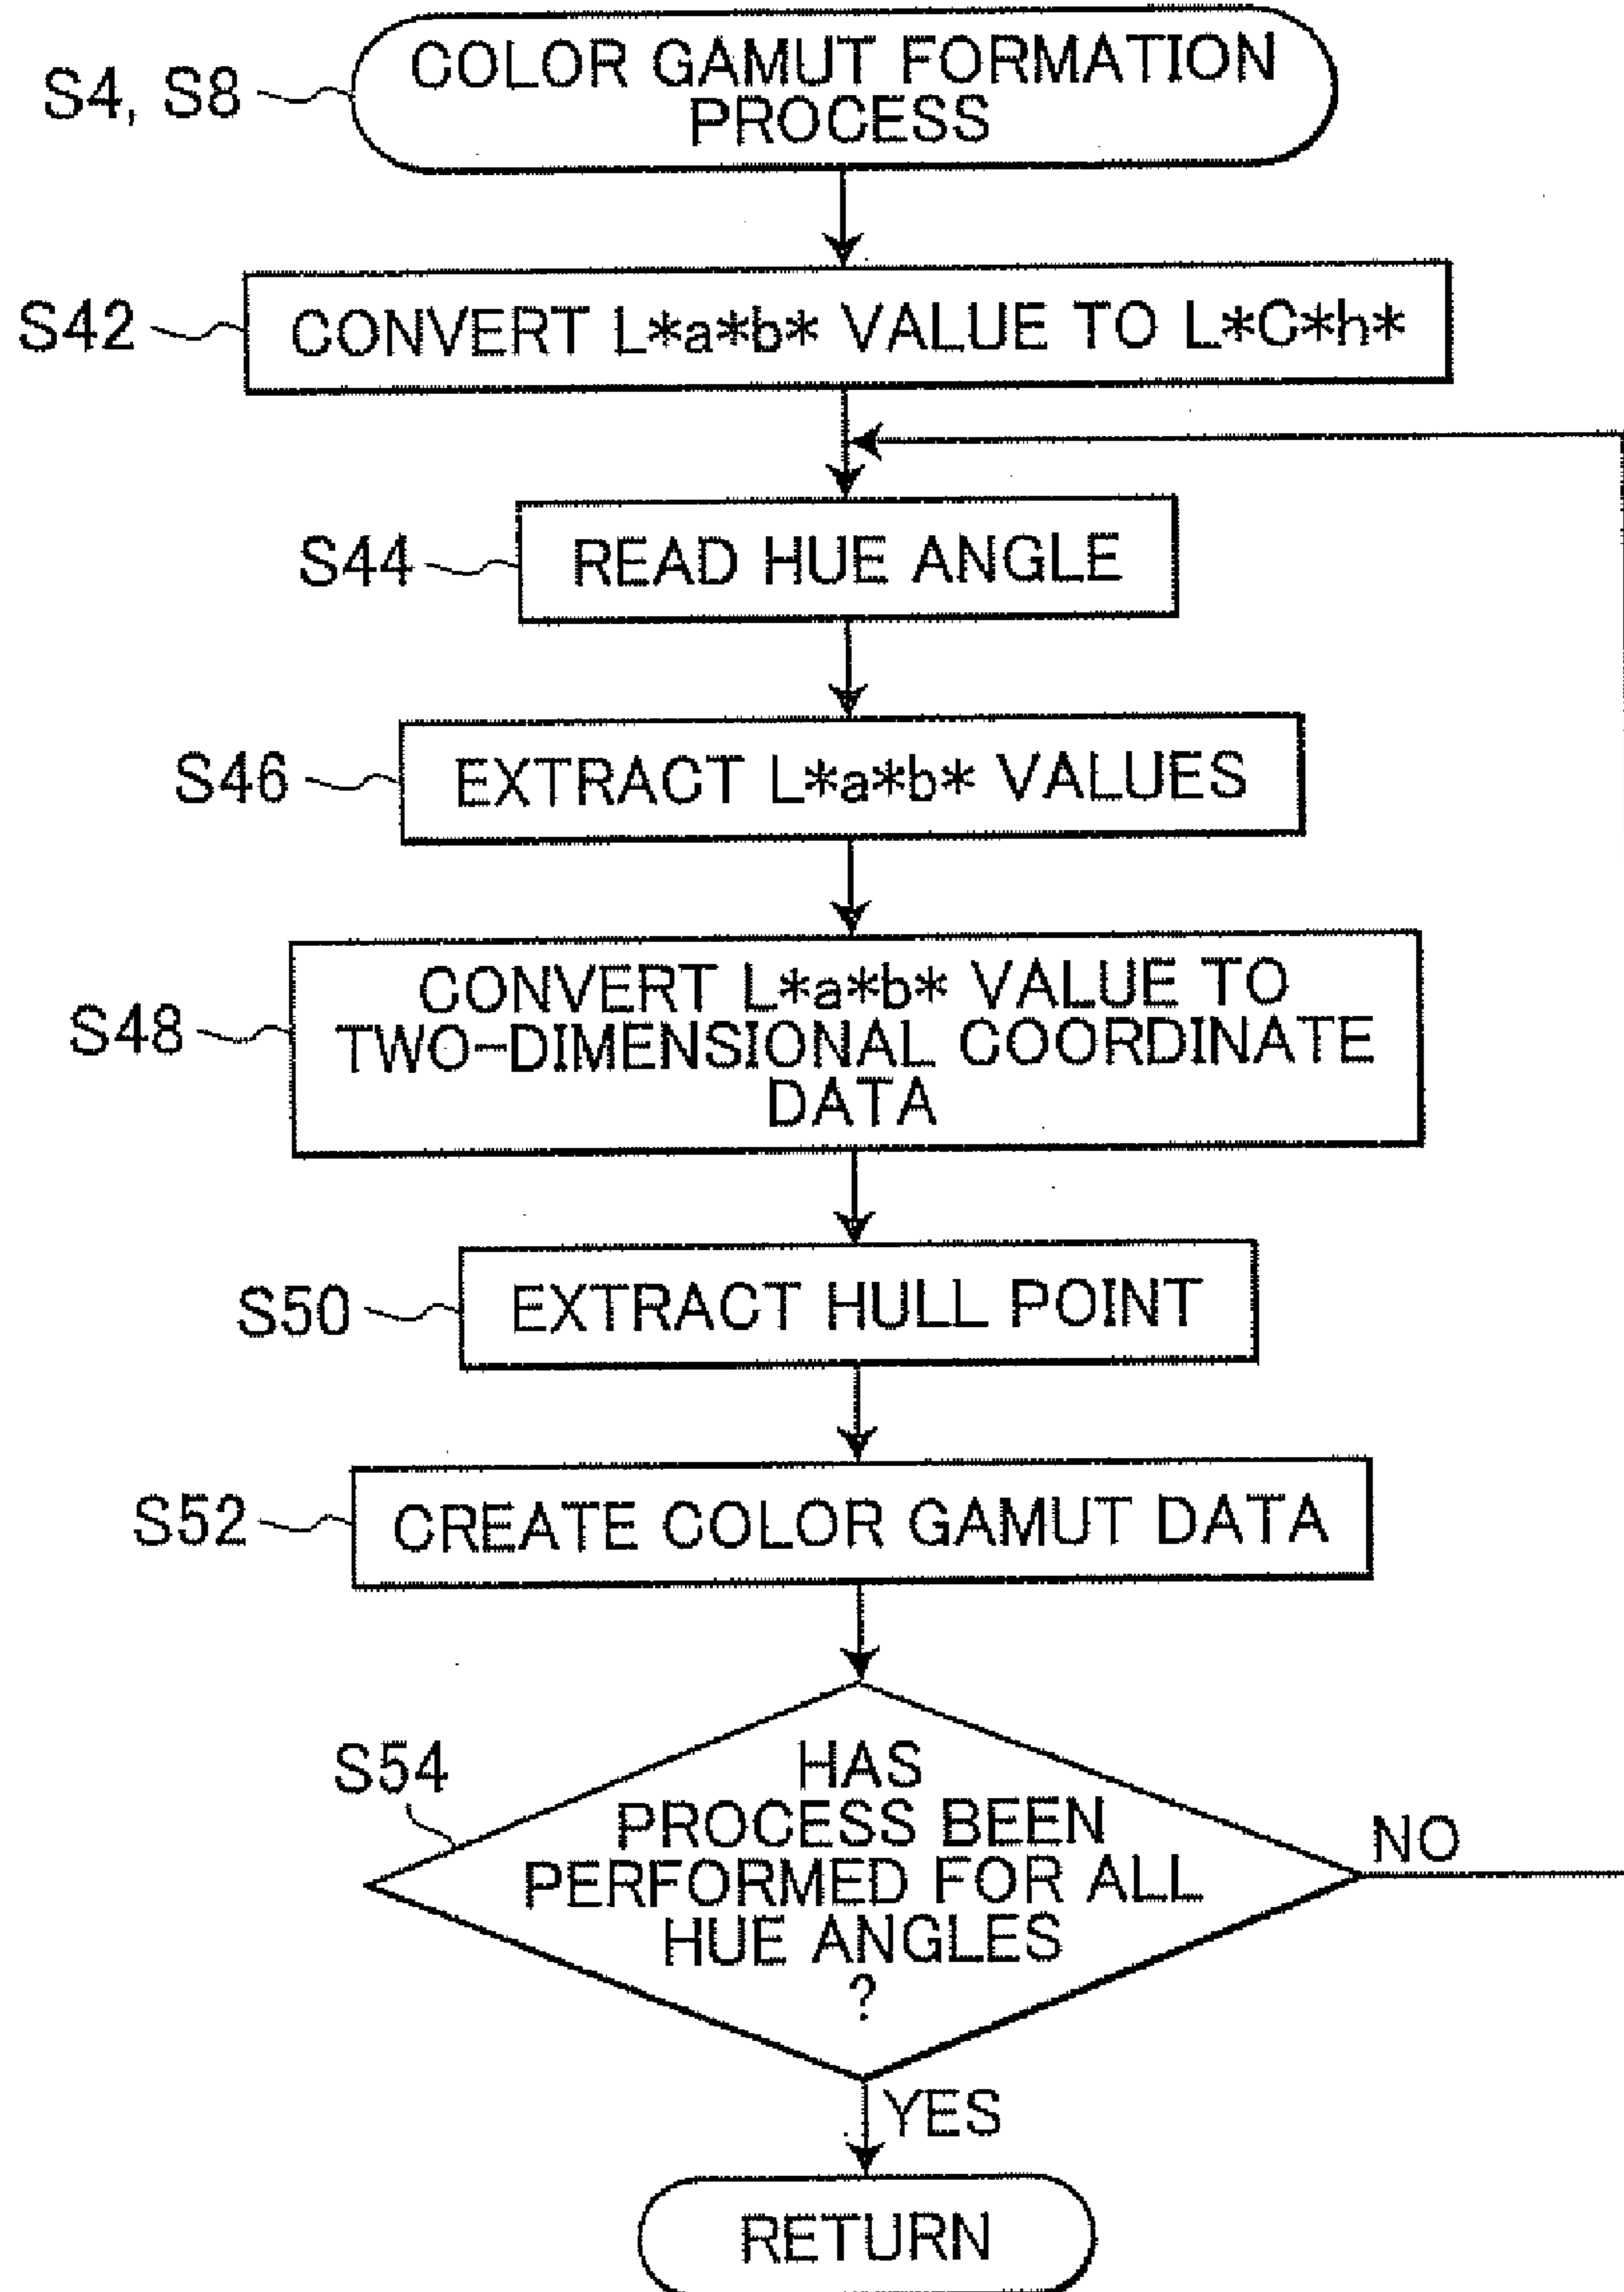 S4, S8
COLOR GAMUT FORMATION
PROCESS
S42
CONVERT L*a*b* VALUE TO L*C*h*
S44
READ HUE ANGLE
S46
EXTRACT L*a*b* VALUES
S48
CONVERT L*a*b* VALUE TO
TWO-DIMENSIONAL COORDINATE
DATA
S50
EXTRACT HULL POINT
S52
CREATE COLOR GAMUT DATA
S54
HAS
PROCESS BEEN
PERFORMED FOR ALL
HUE ANGLES
?
NO
YES
RETURN